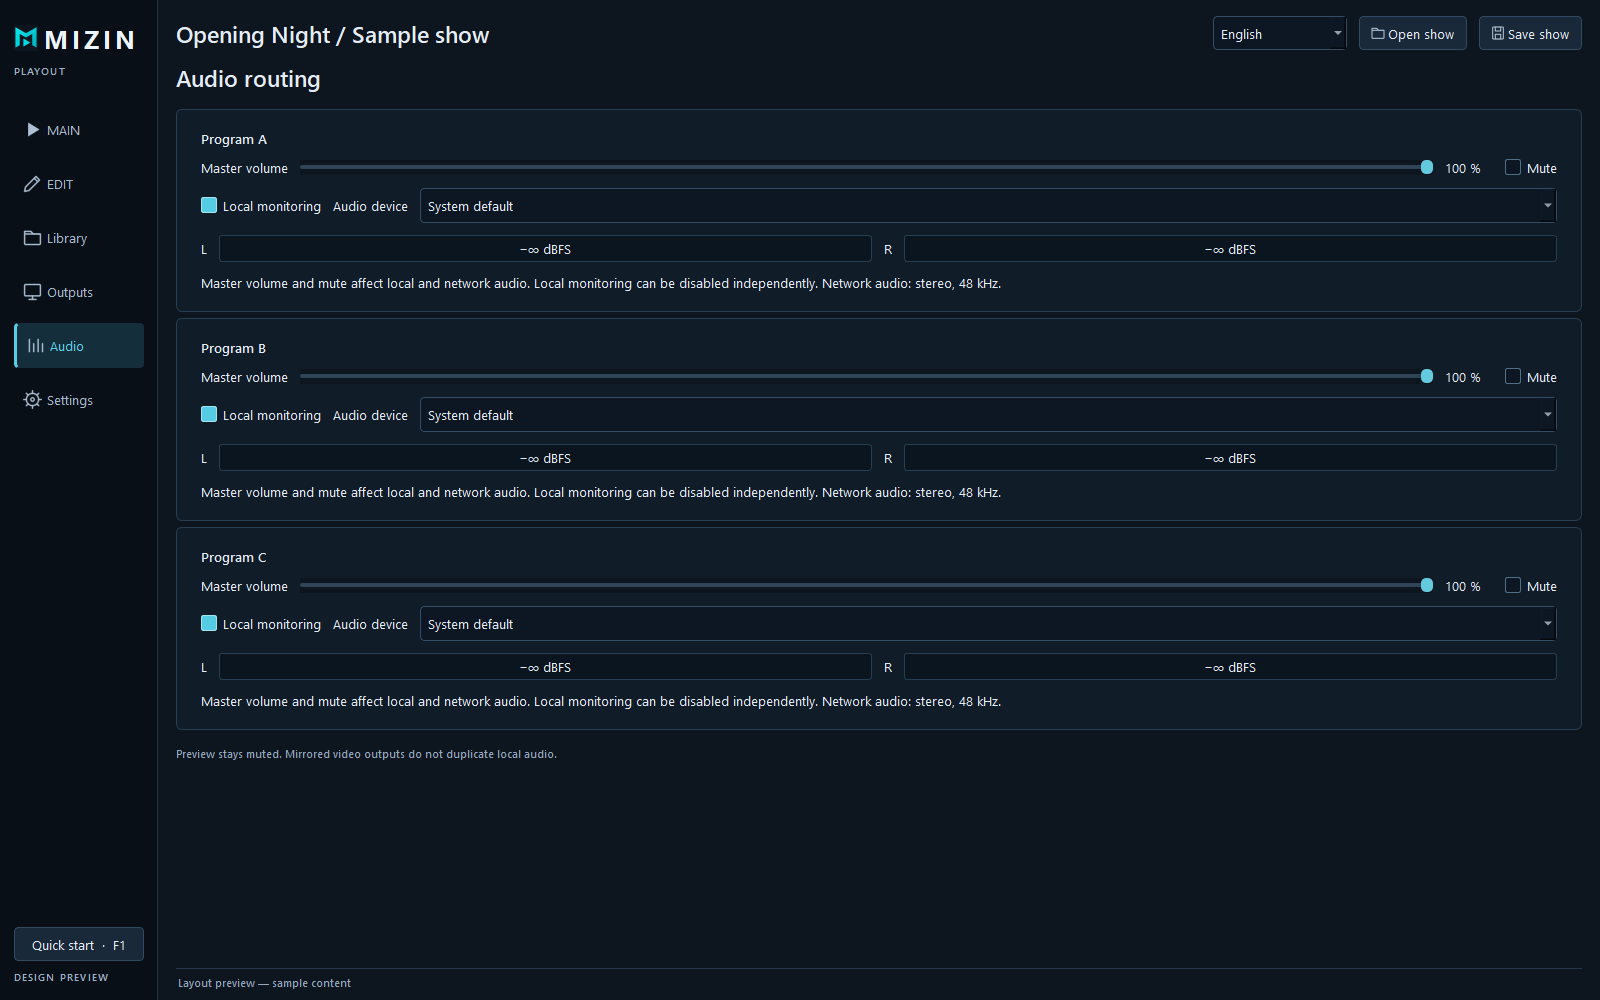 MIZIN
PLAYOUT
MAIN
EDIT
Library
Outputs
Audio
Settings
Quick start · F1
DESIGN PREVIEW
Opening Night / Sample show
English
Open show
Save show
Audio routing
Program A
Master volume 100 % Mute
Local monitoring Audio device System default
L −∞ dBFS R −∞ dBFS
Master volume and mute affect local and network audio. Local monitoring can be disabled independently. Network audio: stereo, 48 kHz.
Program B
Master volume 100 % Mute
Local monitoring Audio device System default
L −∞ dBFS R −∞ dBFS
Master volume and mute affect local and network audio. Local monitoring can be disabled independently. Network audio: stereo, 48 kHz.
Program C
Master volume 100 % Mute
Local monitoring Audio device System default
L −∞ dBFS R −∞ dBFS
Master volume and mute affect local and network audio. Local monitoring can be disabled independently. Network audio: stereo, 48 kHz.
Preview stays muted. Mirrored video outputs do not duplicate local audio.
Layout preview — sample content